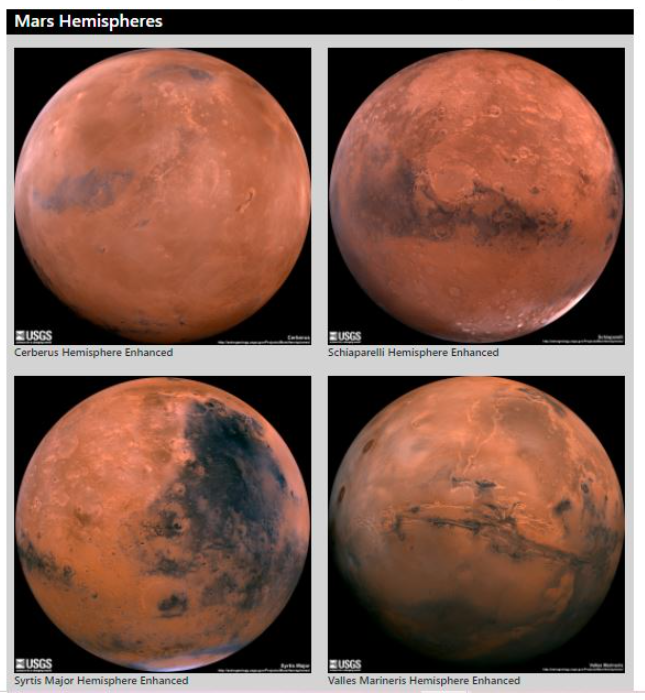 Mars Hemispheres
USGS
Cerberus
Cerberus Hemisphere Enhanced
USGS
Schiaparelli
Schiaparelli Hemisphere Enhanced
USGS
Syrtis Major
Syrtis Major Hemisphere Enhanced
USGS
Valles Marineris
Valles Marineris Hemisphere Enhanced